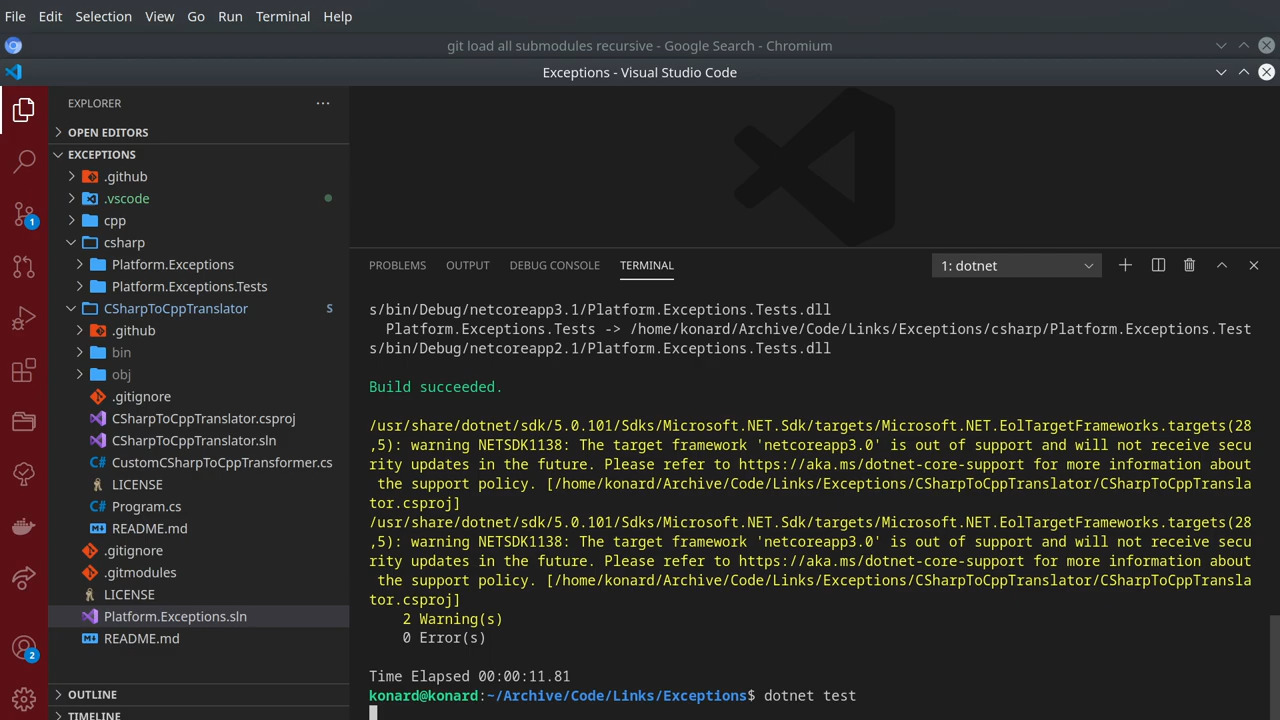 File Edit Selection View Go Run Terminal Help
git load all submodules recursive - Google Search - Chromium
Exceptions - Visual Studio Code
EXPLORER
OPEN EDITORS
EXCEPTIONS
.github
.vscode
cpp
csharp
Platform.Exceptions
Platform.Exceptions.Tests
CSharpToCppTranslator S
.github
bin
obj
.gitignore
CSharpToCppTranslator.csproj
CSharpToCppTranslator.sln
CustomCSharpToCppTransformer.cs
LICENSE
Program.cs
README.md
.gitignore
.gitmodules
LICENSE
Platform.Exceptions.sln
README.md
OUTLINE
TIMELINE
1
2
PROBLEMS OUTPUT DEBUG CONSOLE TERMINAL 1: dotnet
s/bin/Debug/netcoreapp3.1/Platform.Exceptions.Tests.dll
  Platform.Exceptions.Tests -> /home/konard/Archive/Code/Links/Exceptions/csharp/Platform.Exceptions.Test
s/bin/Debug/netcoreapp2.1/Platform.Exceptions.Tests.dll
Build succeeded.
/usr/share/dotnet/sdk/5.0.101/Sdks/Microsoft.NET.Sdk/targets/Microsoft.NET.EolTargetFrameworks.targets(28
,5): warning NETSDK1138: The target framework 'netcoreapp3.0' is out of support and will not receive secu
rity updates in the future. Please refer to https://aka.ms/dotnet-core-support for more information about
 the support policy. [/home/konard/Archive/Code/Links/Exceptions/CSharpToCppTranslator/CSharpToCppTransla
tor.csproj]
/usr/share/dotnet/sdk/5.0.101/Sdks/Microsoft.NET.Sdk/targets/Microsoft.NET.EolTargetFrameworks.targets(28
,5): warning NETSDK1138: The target framework 'netcoreapp3.0' is out of support and will not receive secu
rity updates in the future. Please refer to https://aka.ms/dotnet-core-support for more information about
 the support policy. [/home/konard/Archive/Code/Links/Exceptions/CSharpToCppTranslator/CSharpToCppTransla
tor.csproj]
    2 Warning(s)
    0 Error(s)
Time Elapsed 00:00:11.81
konard@konard:~/Archive/Code/Links/Exceptions$ dotnet test